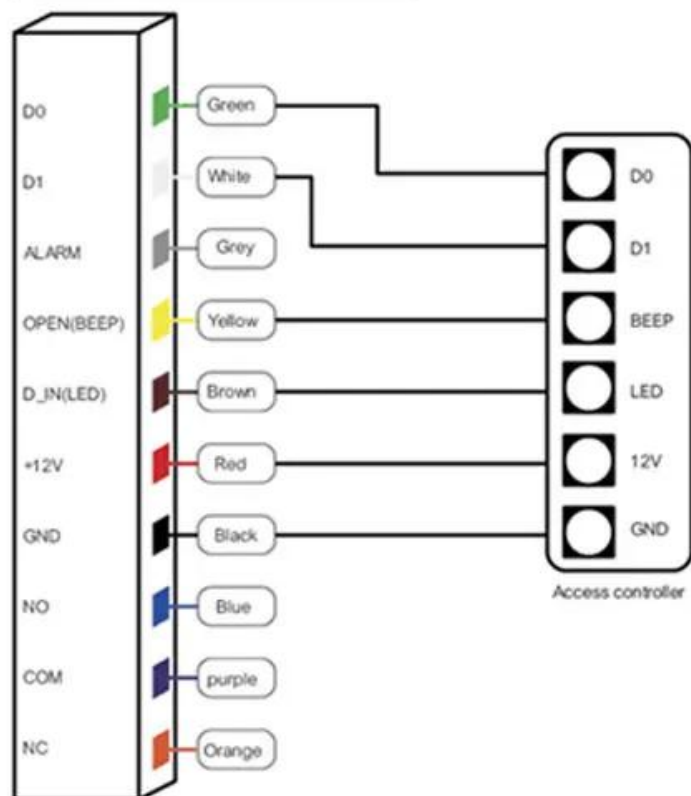 D0
Green
D0
D1
White
D1
ALARM
Grey
OPEN(BEEP)
Yellow
BEEP
D_IN(LED)
Brown
LED
+12V
Red
12V
GND
Black
GND
Access controller
NO
Blue
COM
purple
NC
Orange